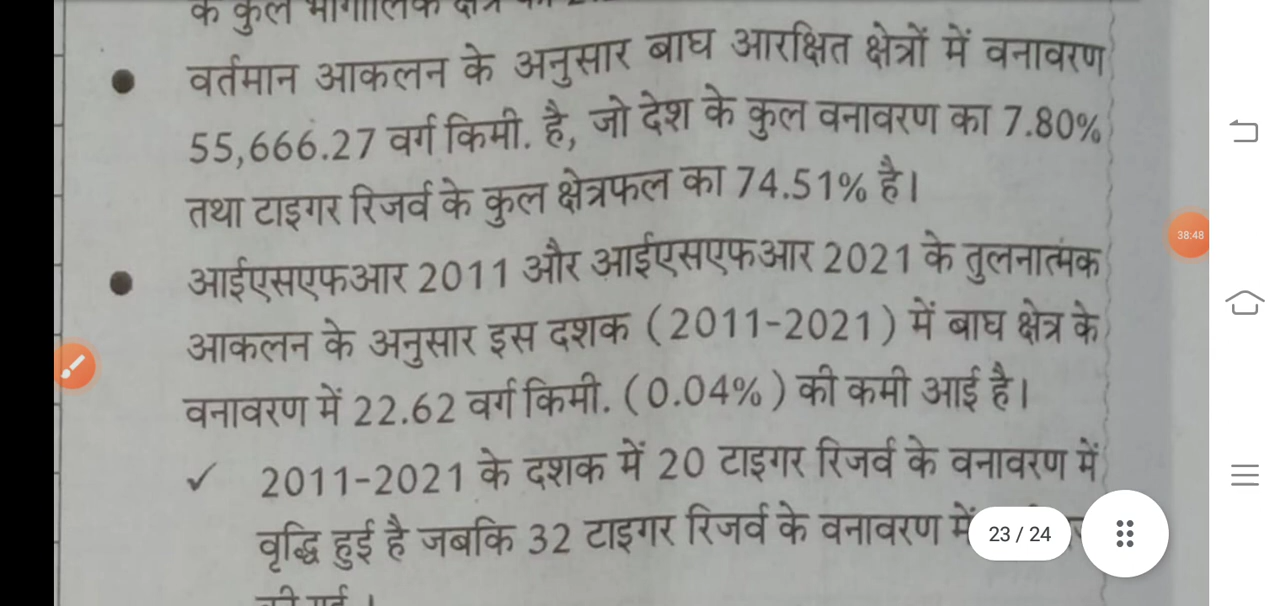 के कुल भौगोलिक क्षेत्र का
वर्तमान आकलन के अनुसार बाघ आरक्षित क्षेत्रों में वनावरण
55,666.27 वर्ग किमी. है, जो देश के कुल वनावरण का 7.80%
तथा टाइगर रिजर्व के कुल क्षेत्रफल का 74.51% है।
38:48
आईएसएफआर 2011 और आईएसएफआर 2021 के तुलनात्मक
आकलन के अनुसार इस दशक (2011-2021) में बाघ क्षेत्र के
वनावरण में 22.62 वर्ग किमी. (0.04%) की कमी आई है।
✓ 2011-2021 के दशक में 20 टाइगर रिजर्व के वनावरण में
वृद्धि हुई है जबकि 32 टाइगर रिजर्व के वनावरण में
23 / 24